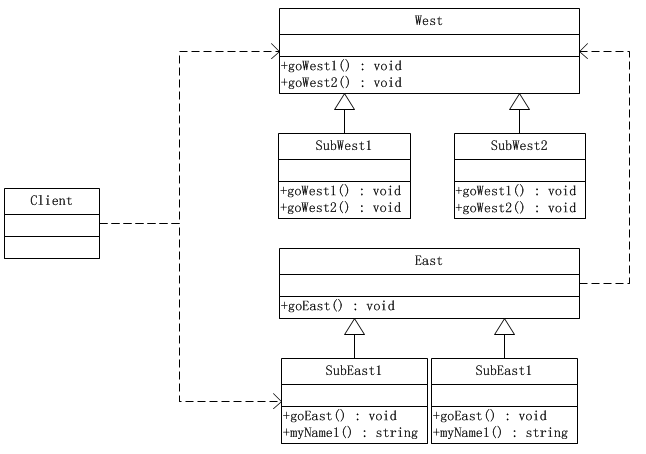 West
+goWest1() : void
+goWest2() : void
SubWest1
+goWest1() : void
+goWest2() : void
SubWest2
+goWest1() : void
+goWest2() : void
Client
East
+goEast() : void
SubEast1
+goEast() : void
+myName1() : string
SubEast1
+goEast() : void
+myName1() : string